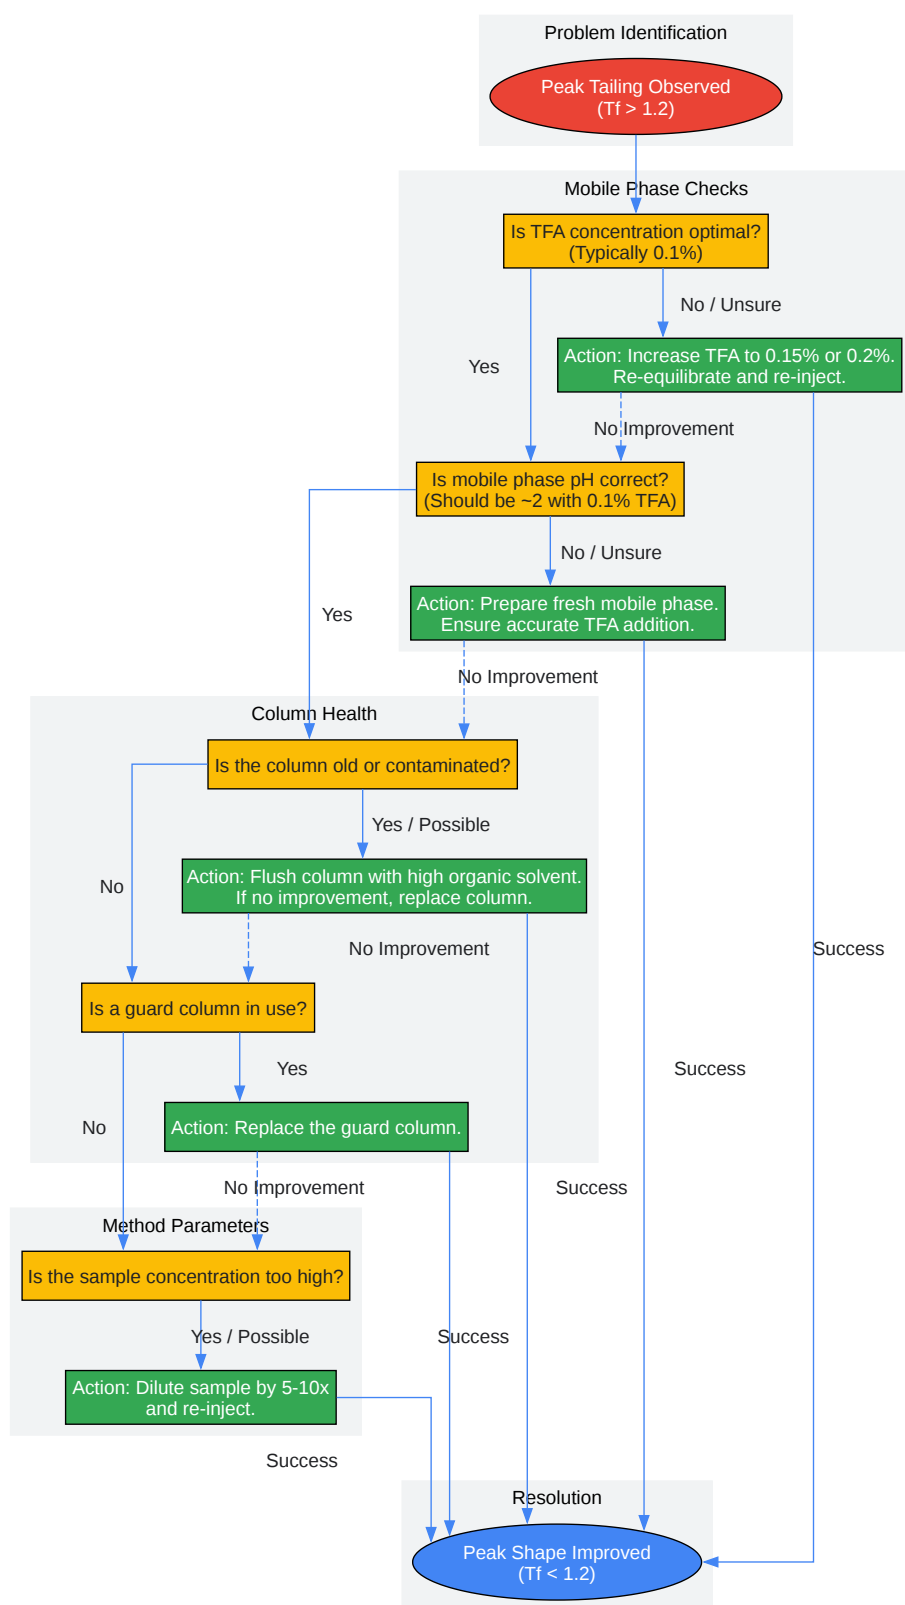 Problem Identification
Peak Tailing Observed
(Tf > 1.2)
Mobile Phase Checks
Is TFA concentration optimal?
(Typically 0.1%)
No / Unsure
Yes
Action: Increase TFA to 0.15% or 0.2%.
Re-equilibrate and re-inject.
No Improvement
Is mobile phase pH correct?
(Should be ~2 with 0.1% TFA)
No / Unsure
Action: Prepare fresh mobile phase.
Ensure accurate TFA addition.
Yes
No Improvement
Column Health
Is the column old or contaminated?
Yes / Possible
Action: Flush column with high organic solvent.
If no improvement, replace column.
No
No Improvement
Success
Is a guard column in use?
Yes
Success
Action: Replace the guard column.
No
No Improvement
Success
Method Parameters
Is the sample concentration too high?
Yes / Possible
Success
Action: Dilute sample by 5-10x
and re-inject.
Success
Resolution
Peak Shape Improved
(Tf < 1.2)